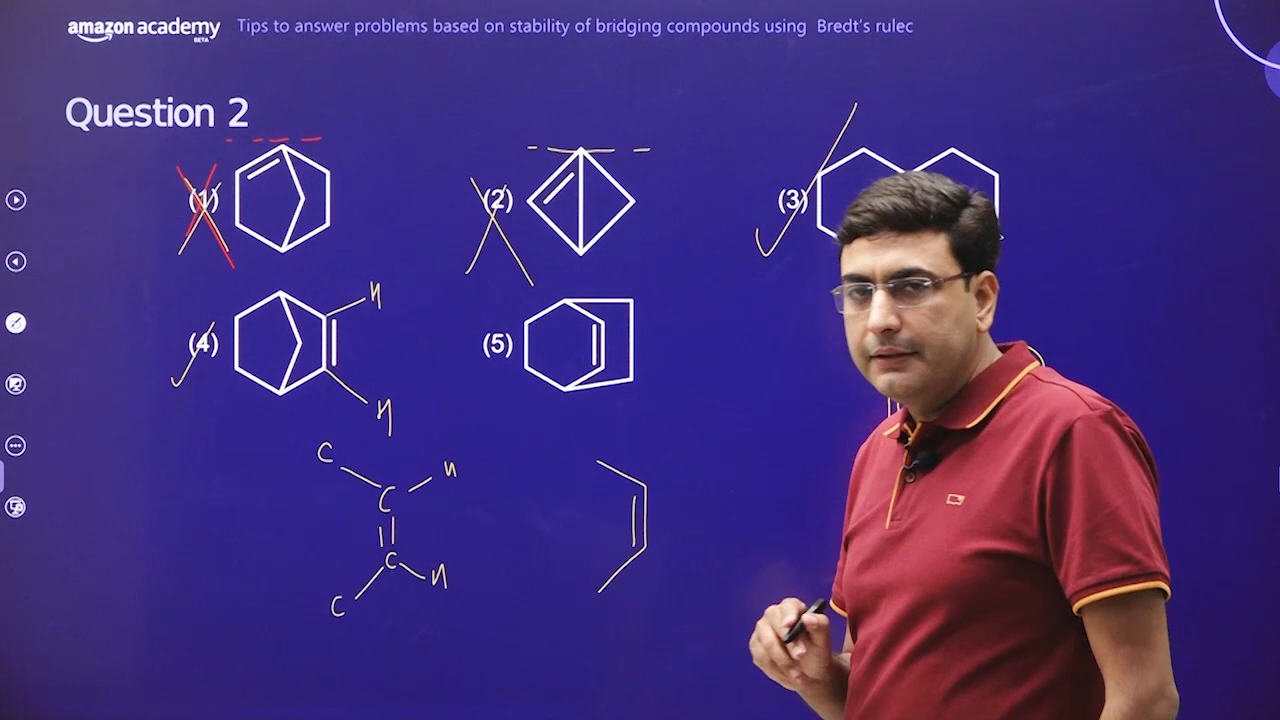 amazon academy
BETA
Tips to answer problems based on stability of bridging compounds using Bredt's rulec
Question 2
(1)
(2)
(3)
(4)
H
H
(5)
C
C
H
C
H
C